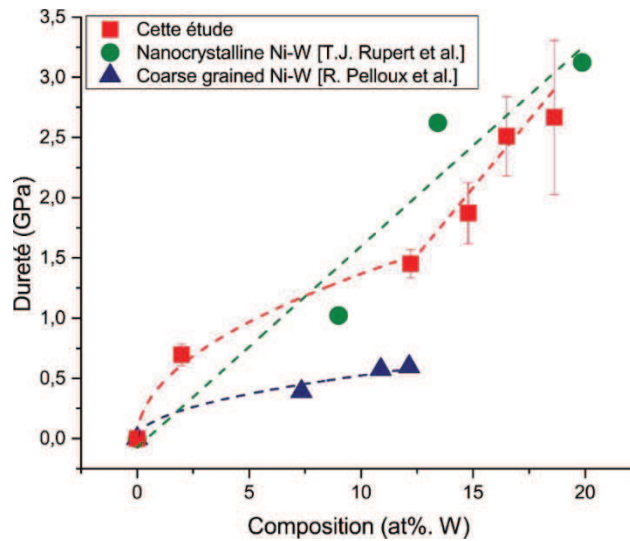 Cette étude
Nanocrystalline Ni-W [T.J. Rupert et al.]
Coarse grained Ni-W [R. Pelloux et al.]
3,5
3,0
2,5
2,0
1,5
1,0
0,5
0,0
Dureté (GPa)
0 5 10 15 20
Composition (at%. W)